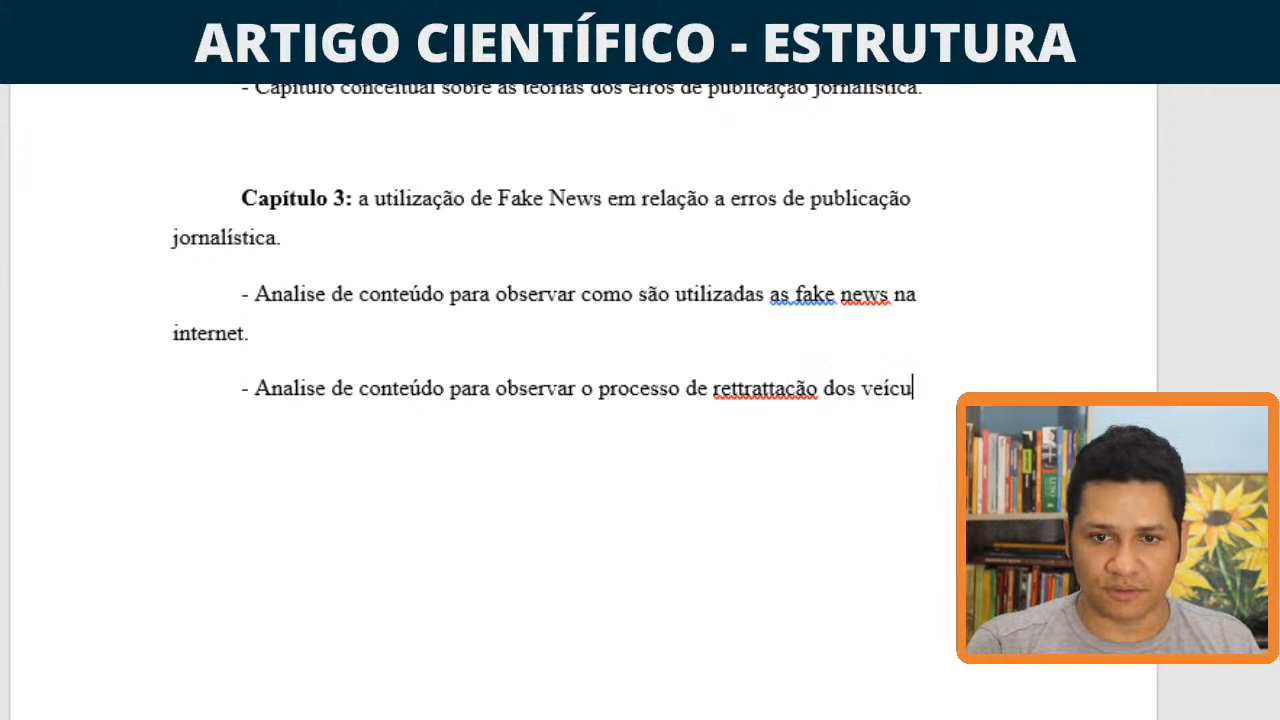 ARTIGO CIENTÍFICO - ESTRUTURA
- Capítulo conceitual sobre as teorias dos erros de publicação jornalística.
Capítulo 3: a utilização de Fake News em relação a erros de publicação
jornalística.
- Analise de conteúdo para observar como são utilizadas as fake news na
internet.
- Analise de conteúdo para observar o processo de rettrattacão dos veícu